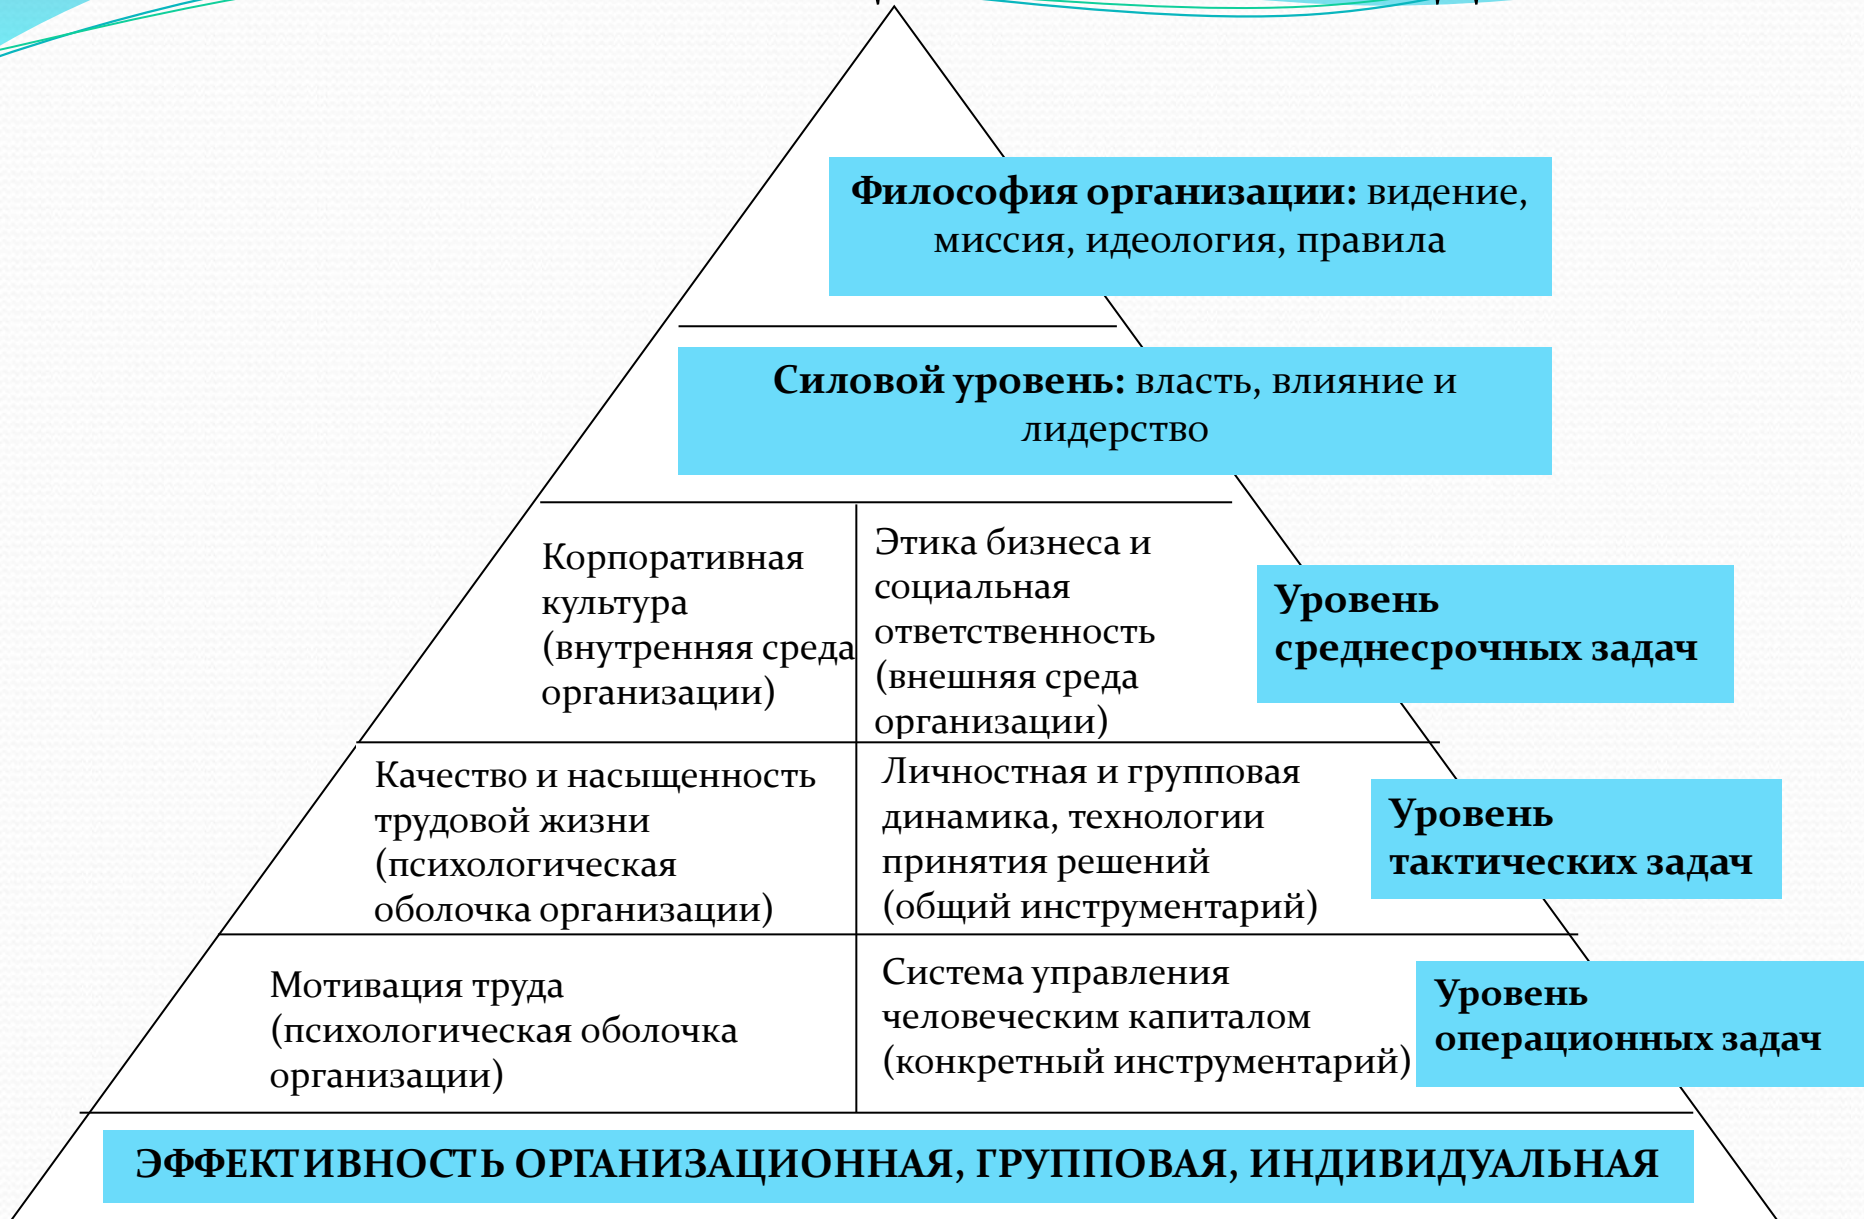 Философия организации: видение,
миссия, идеология, правила
Силовой уровень: власть, влияние и
лидерство
Корпоративная
культура
(внутренняя среда
организации)
Этика бизнеса и
социальная
ответственность
(внешняя среда
организации)
Уровень
среднесрочных задач
Качество и насыщенность
трудовой жизни
(психологическая
оболочка организации)
Личностная и групповая
динамика, технологии
принятия решений
(общий инструментарий)
Уровень
тактических задач
Мотивация труда
(психологическая оболочка
организации)
Система управления
человеческим капиталом
(конкретный инструментарий)
Уровень
операционных задач
ЭФФЕКТИВНОСТЬ ОРГАНИЗАЦИОННАЯ, ГРУППОВАЯ, ИНДИВИДУАЛЬНАЯ